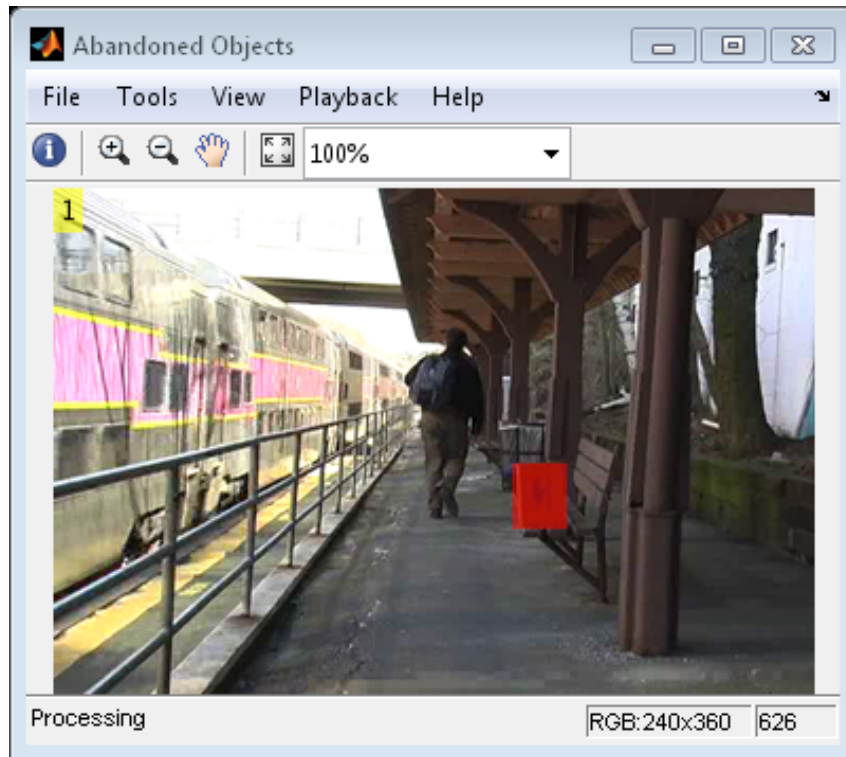 Abandoned Objects
File Tools View Playback Help
100%
1
Processing RGB:240x360 626